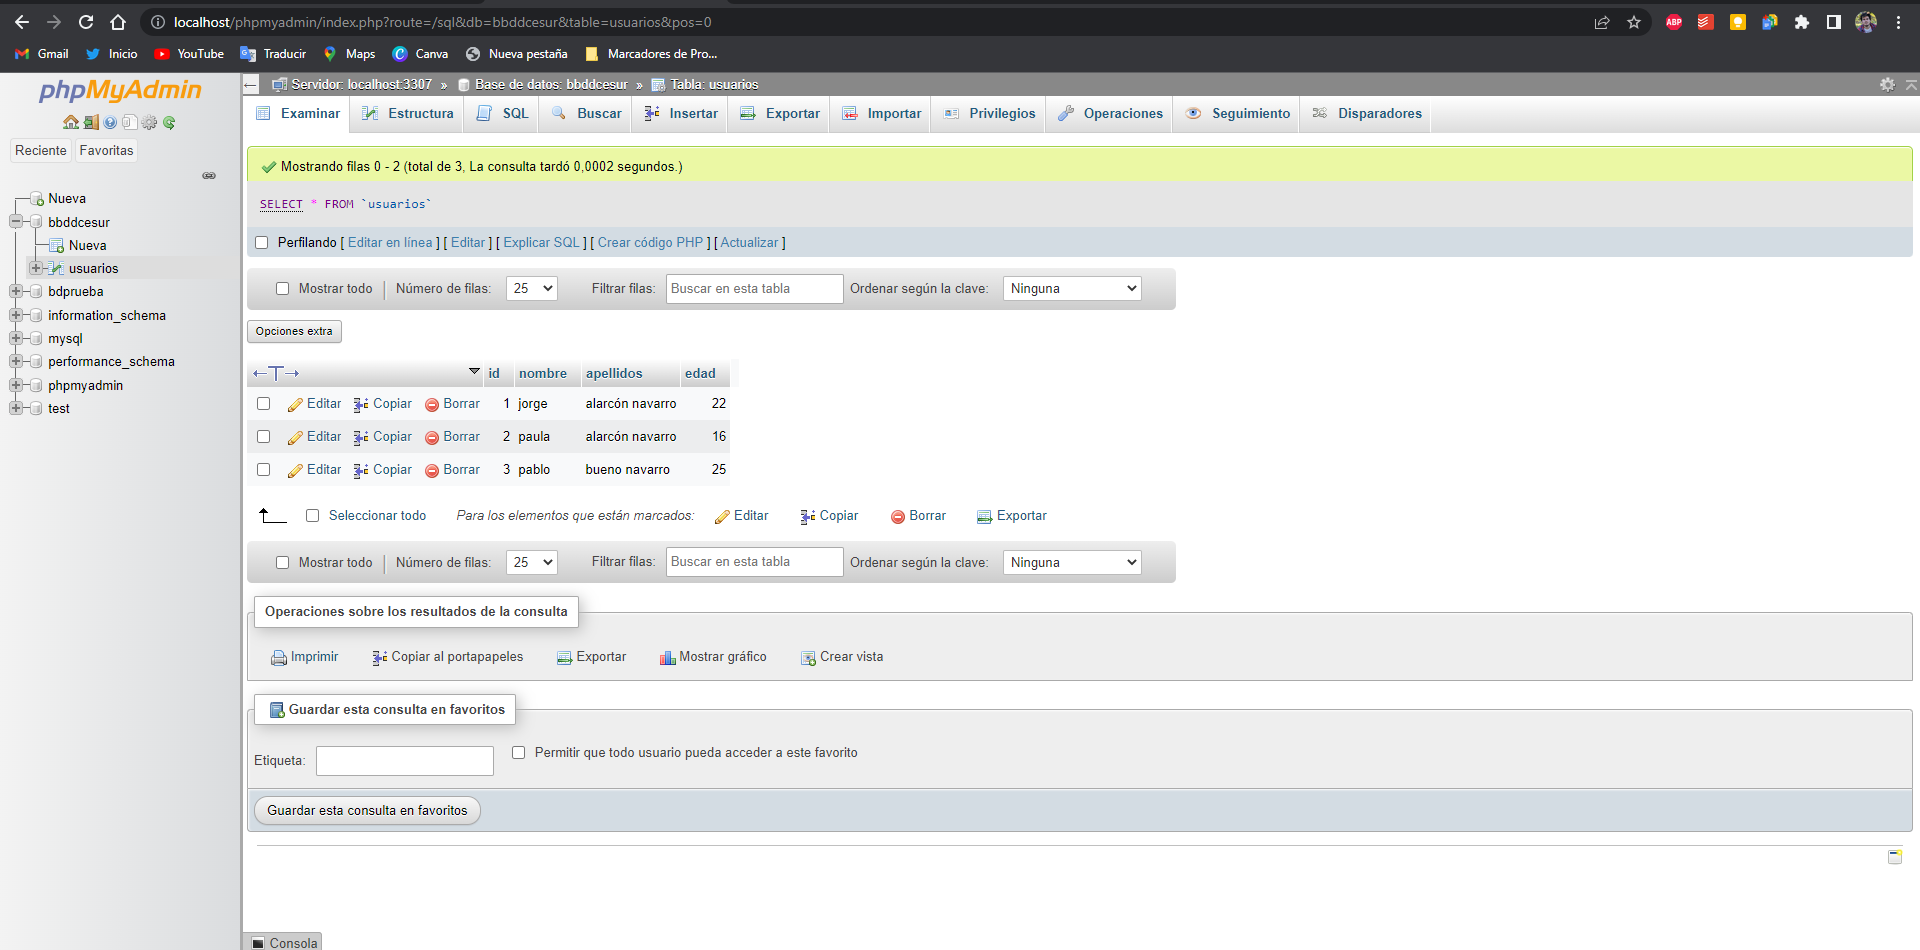 localhost/phpmyadmin/index.php?route=/sql&db=bbddcesur&table=usuarios&pos=0
ABP
Gmail Inicio YouTube Traducir Maps Canva Nueva pestaña Marcadores de Pro...
phpMyAdmin
Reciente Favoritas
Nueva
bbddcesur
Nueva
usuarios
bdprueba
information_schema
mysql
performance_schema
phpmyadmin
test
Servidor: localhost:3307 » Base de datos: bbddcesur » Tabla: usuarios
Examinar Estructura SQL Buscar Insertar Exportar Importar Privilegios Operaciones Seguimiento Disparadores
Mostrando filas 0 - 2 (total de 3, La consulta tardó 0,0002 segundos.)
SELECT * FROM `usuarios`
Perfilando [ Editar en línea ] [ Editar ] [ Explicar SQL ] [ Crear código PHP ] [ Actualizar ]
Mostrar todo Número de filas: 25 Filtrar filas: Buscar en esta tabla Ordenar según la clave: Ninguna
Opciones extra
←T→ id nombre apellidos edad
Editar Copiar Borrar 1 jorge alarcón navarro 22
Editar Copiar Borrar 2 paula alarcón navarro 16
Editar Copiar Borrar 3 pablo bueno navarro 25
Seleccionar todo Para los elementos que están marcados: Editar Copiar Borrar Exportar
Mostrar todo Número de filas: 25 Filtrar filas: Buscar en esta tabla Ordenar según la clave: Ninguna
Operaciones sobre los resultados de la consulta
Imprimir Copiar al portapapeles Exportar Mostrar gráfico Crear vista
Guardar esta consulta en favoritos
Etiqueta: Permitir que todo usuario pueda acceder a este favorito
Guardar esta consulta en favoritos
Consola